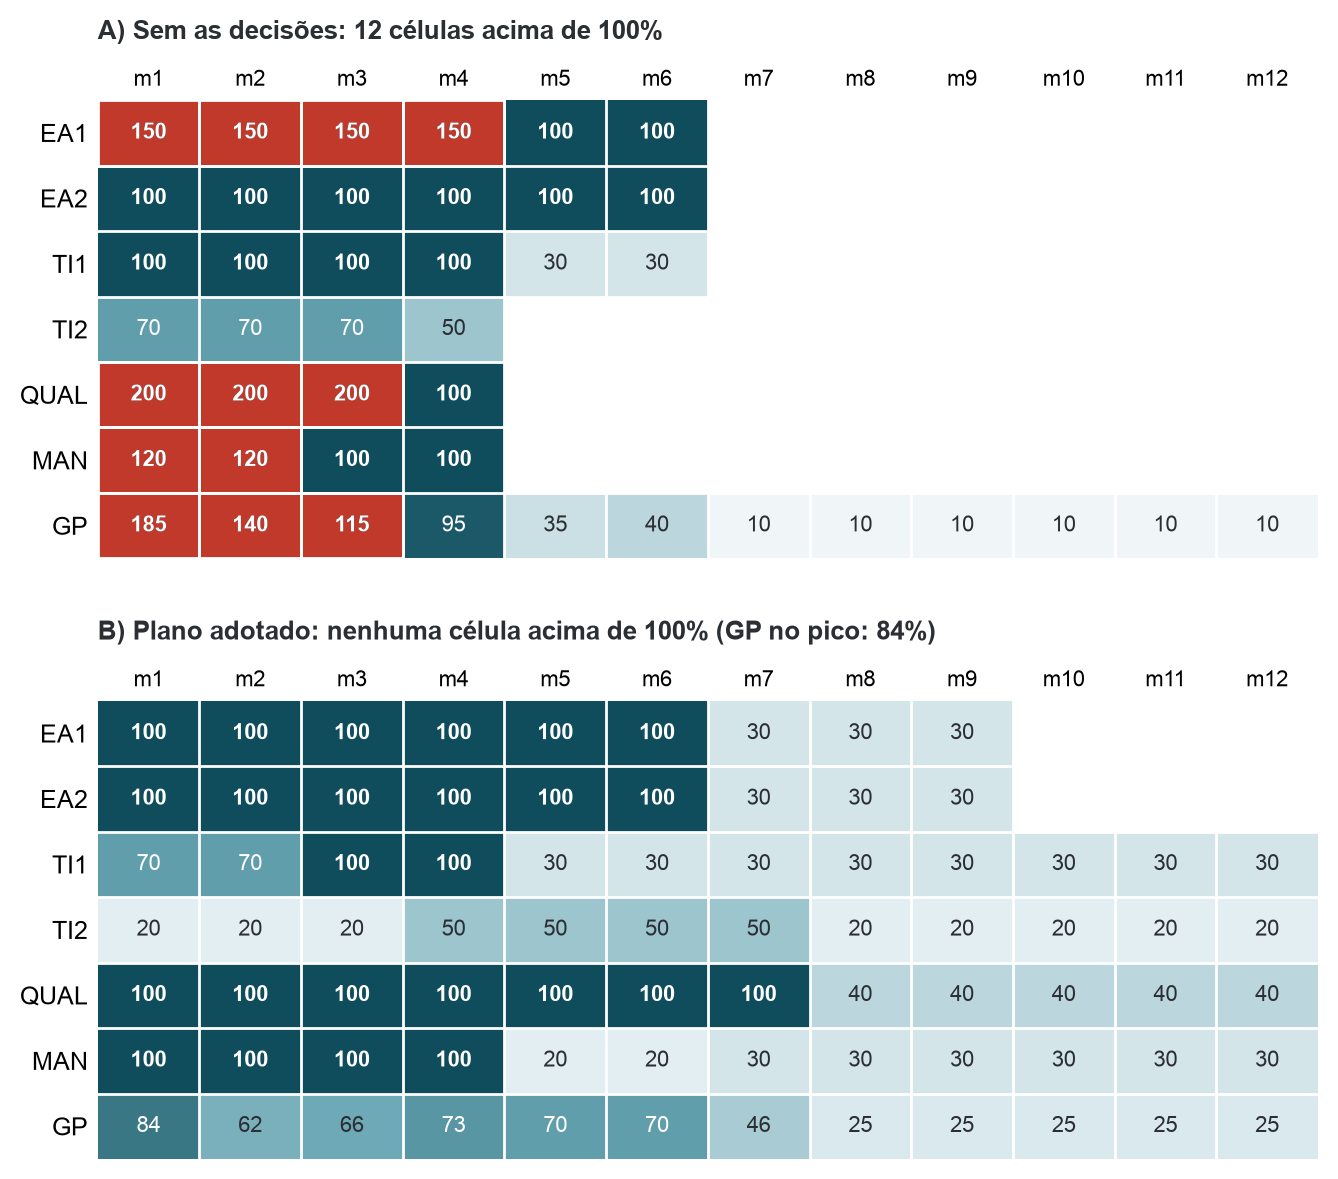 A) Sem as decisões: 12 células acima de 100%
m1 m2 m3 m4 m5 m6 m7 m8 m9 m10 m11 m12
EA1 150 150 150 150 100 100
EA2 100 100 100 100 100 100
TI1 100 100 100 100 30 30
TI2 70 70 70 50
QUAL 200 200 200 100
MAN 120 120 100 100
GP 185 140 115 95 35 40 10 10 10 10 10 10
B) Plano adotado: nenhuma célula acima de 100% (GP no pico: 84%)
m1 m2 m3 m4 m5 m6 m7 m8 m9 m10 m11 m12
EA1 100 100 100 100 100 100 30 30 30
EA2 100 100 100 100 100 100 30 30 30
TI1 70 70 100 100 30 30 30 30 30 30 30 30
TI2 20 20 20 50 50 50 50 20 20 20 20 20
QUAL 100 100 100 100 100 100 100 40 40 40 40 40
MAN 100 100 100 100 20 20 30 30 30 30 30 30
GP 84 62 66 73 70 70 46 25 25 25 25 25